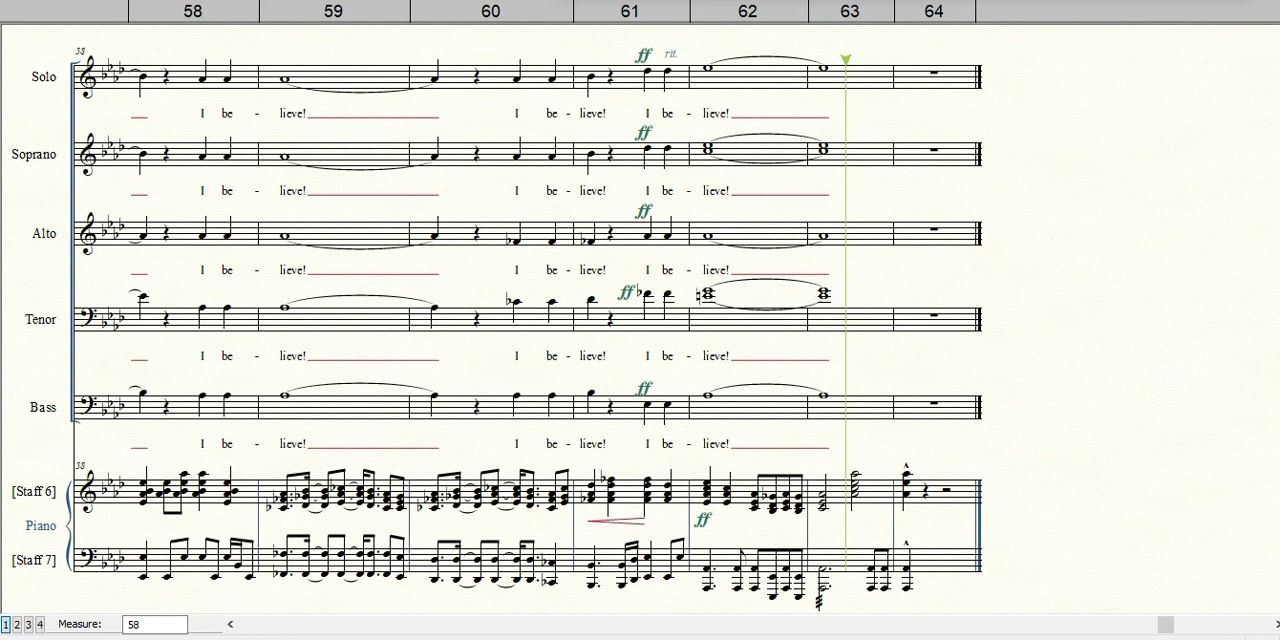 58 59 60 61 62 63 64
58
ff rit.
Solo
I be - lieve! I be - lieve! I be - lieve!
ff
Soprano
I be - lieve! I be - lieve! I be - lieve!
ff
Alto
I be - lieve! I be - lieve! I be - lieve!
ff
Tenor
I be - lieve! I be - lieve! I be - lieve!
ff
Bass
I be - lieve! I be - lieve! I be - lieve!
58
[Staff 6]
Piano
ff
[Staff 7]
1 2 3 4 Measure: 58